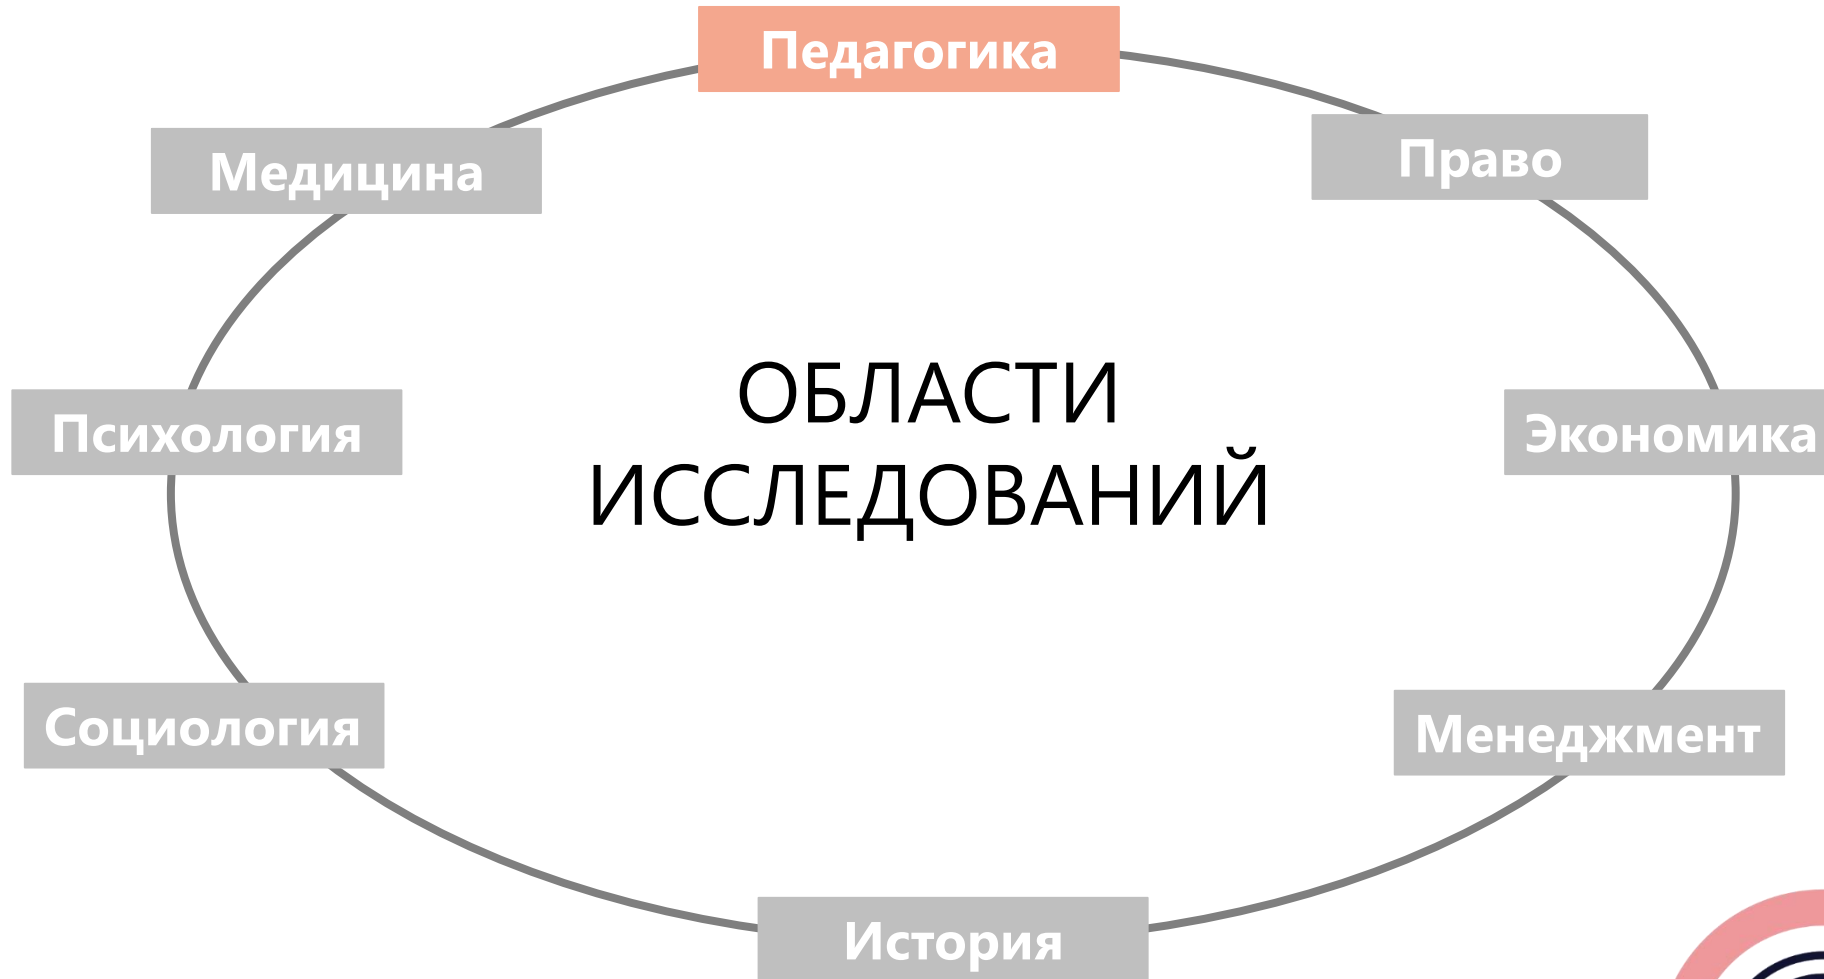 Педагогика
Право
Медицина
ОБЛАСТИ
ИССЛЕДОВАНИЙ
Психология
Экономика
Социология
Менеджмент
История